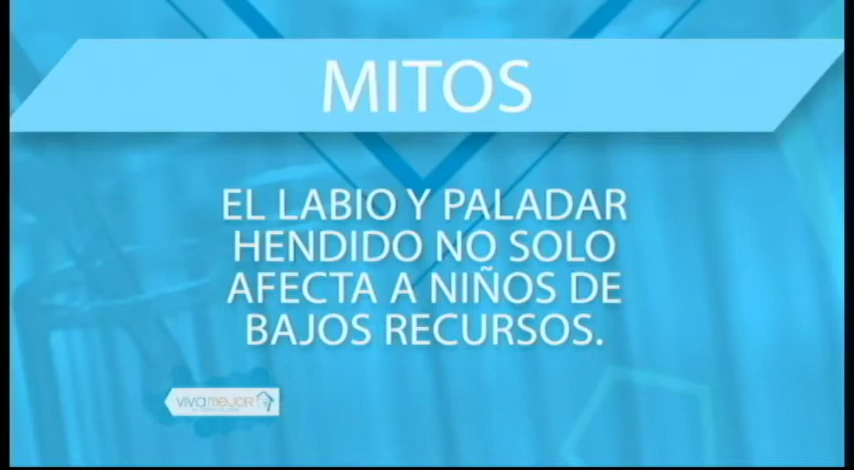 MITOS
EL LABIO Y PALADAR
HENDIDO NO SOLO
AFECTA A NIÑOS DE
BAJOS RECURSOS.
vivamejor